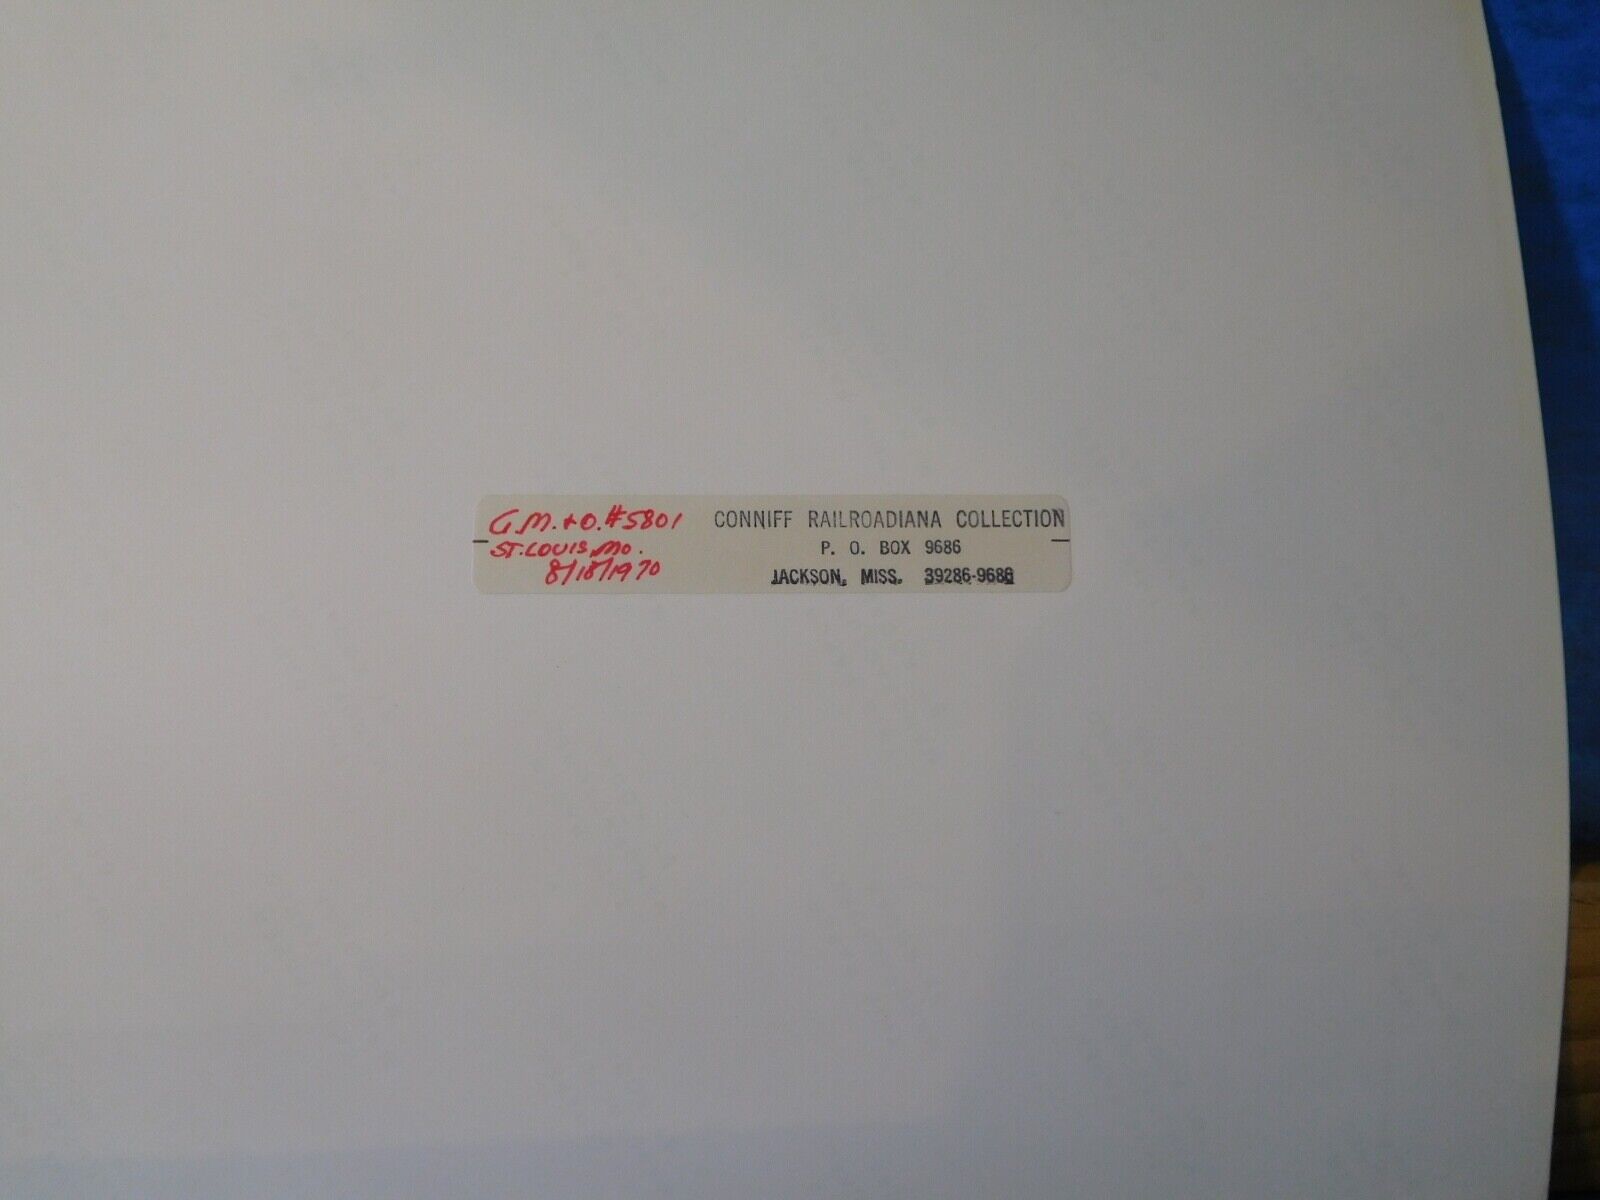 G.M.+O.#5801
ST.LOUIS,MO.
8/18/1970
CONNIFF RAILROADIANA COLLECTION
P. O. BOX 9686
JACKSON, MISS. 39286-9686